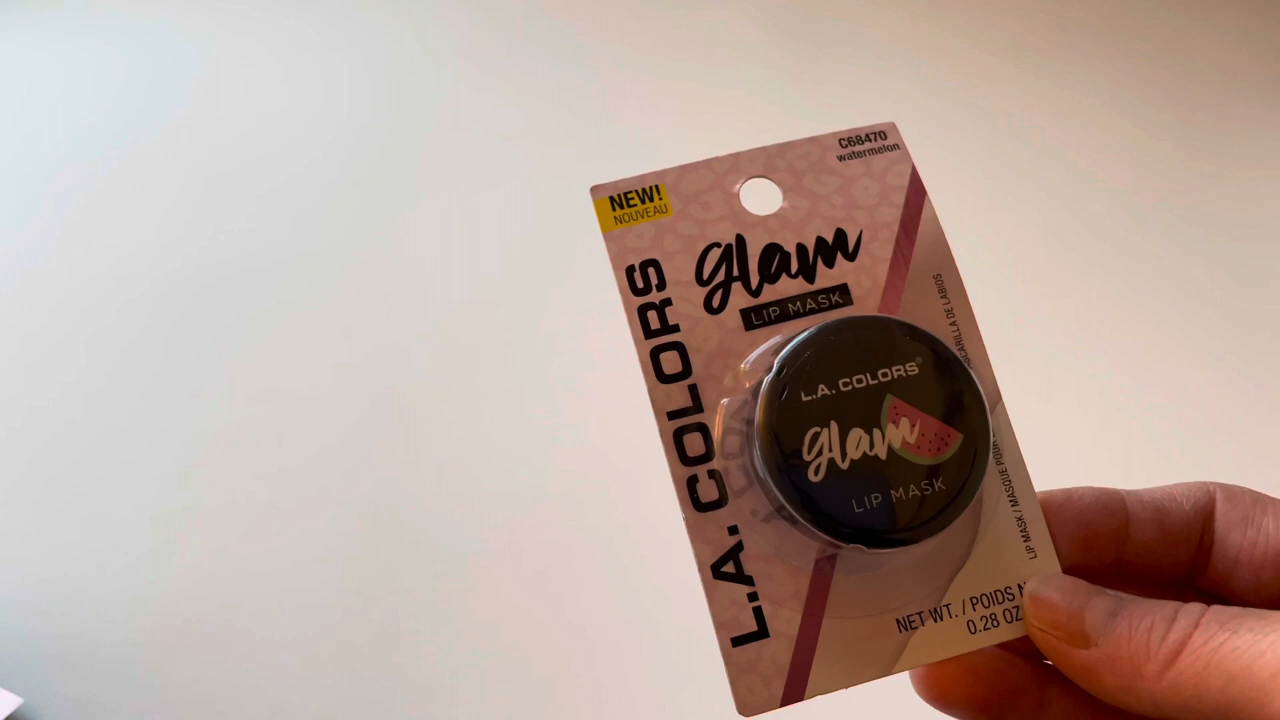 C68470
watermelon
NEW!
NOUVEAU
glam
LIP MASK
L.A. COLORS
L.A. COLORS®
glam
LIP MASK
DE LABIOS
LIP MASK / MASQUE POUR
NET WT. / POIDS
0.28 OZ